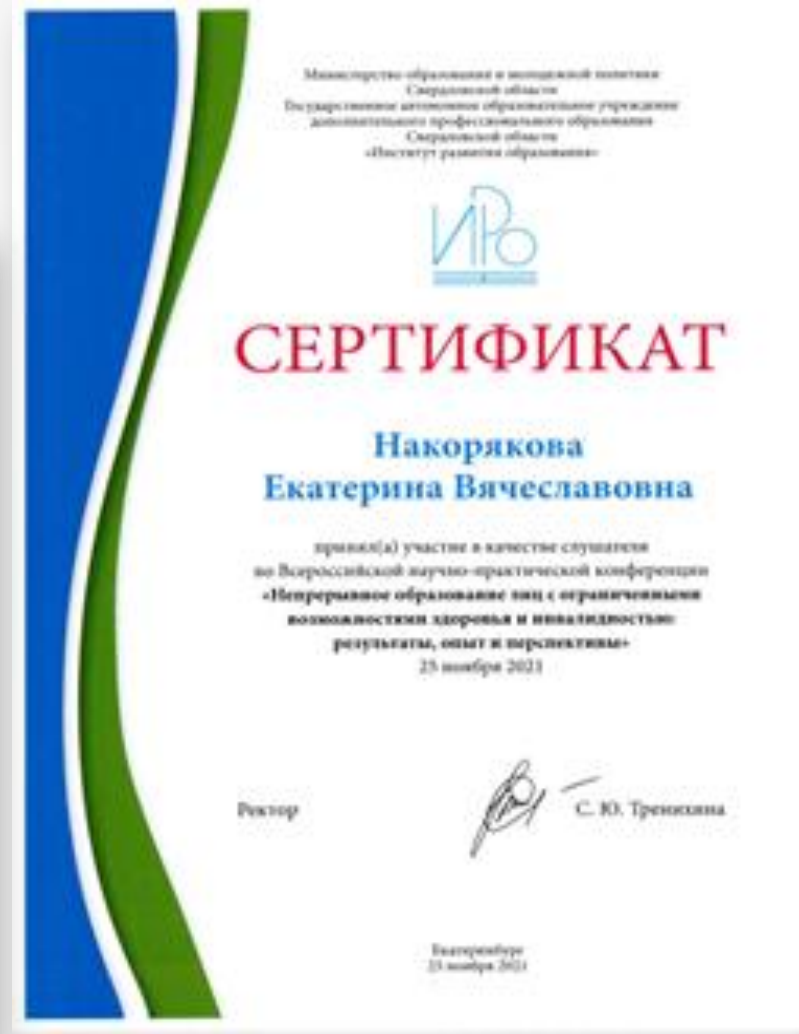 Министерство образования и молодежной политики
Свердловской области
Государственное автономное образовательное учреждение
дополнительного профессионального образования
Свердловской области
«Институт развития образования»
ИРО
СЕРТИФИКАТ
Накорякова
Екатерина Вячеславовна
принял(а) участие в качестве слушателя
во Всероссийской научно-практической конференции
«Непрерывное образование лиц с ограниченными
возможностями здоровья и инвалидностью:
результаты, опыт и перспективы»
25 ноября 2021
Ректор
С. Ю. Тренихина
Екатеринбург
25 ноября 2021